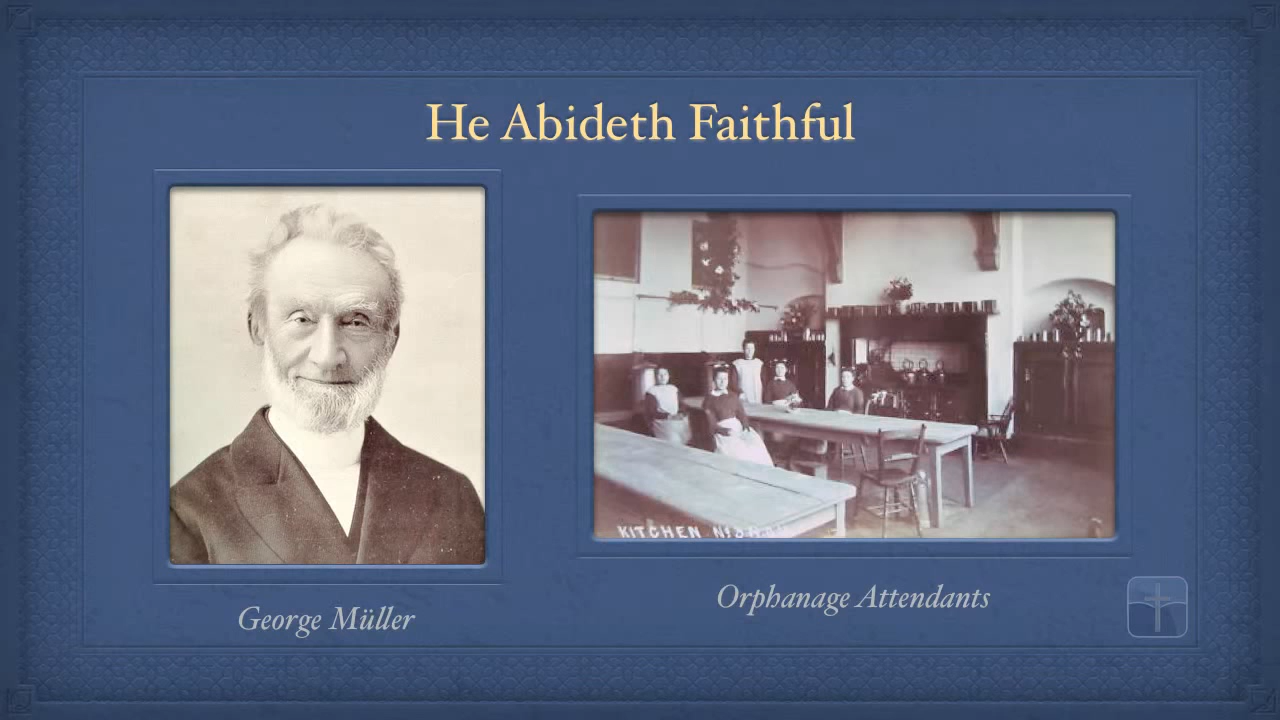 He Abideth Faithful
KITCHEN
George Müller
Orphanage Attendants